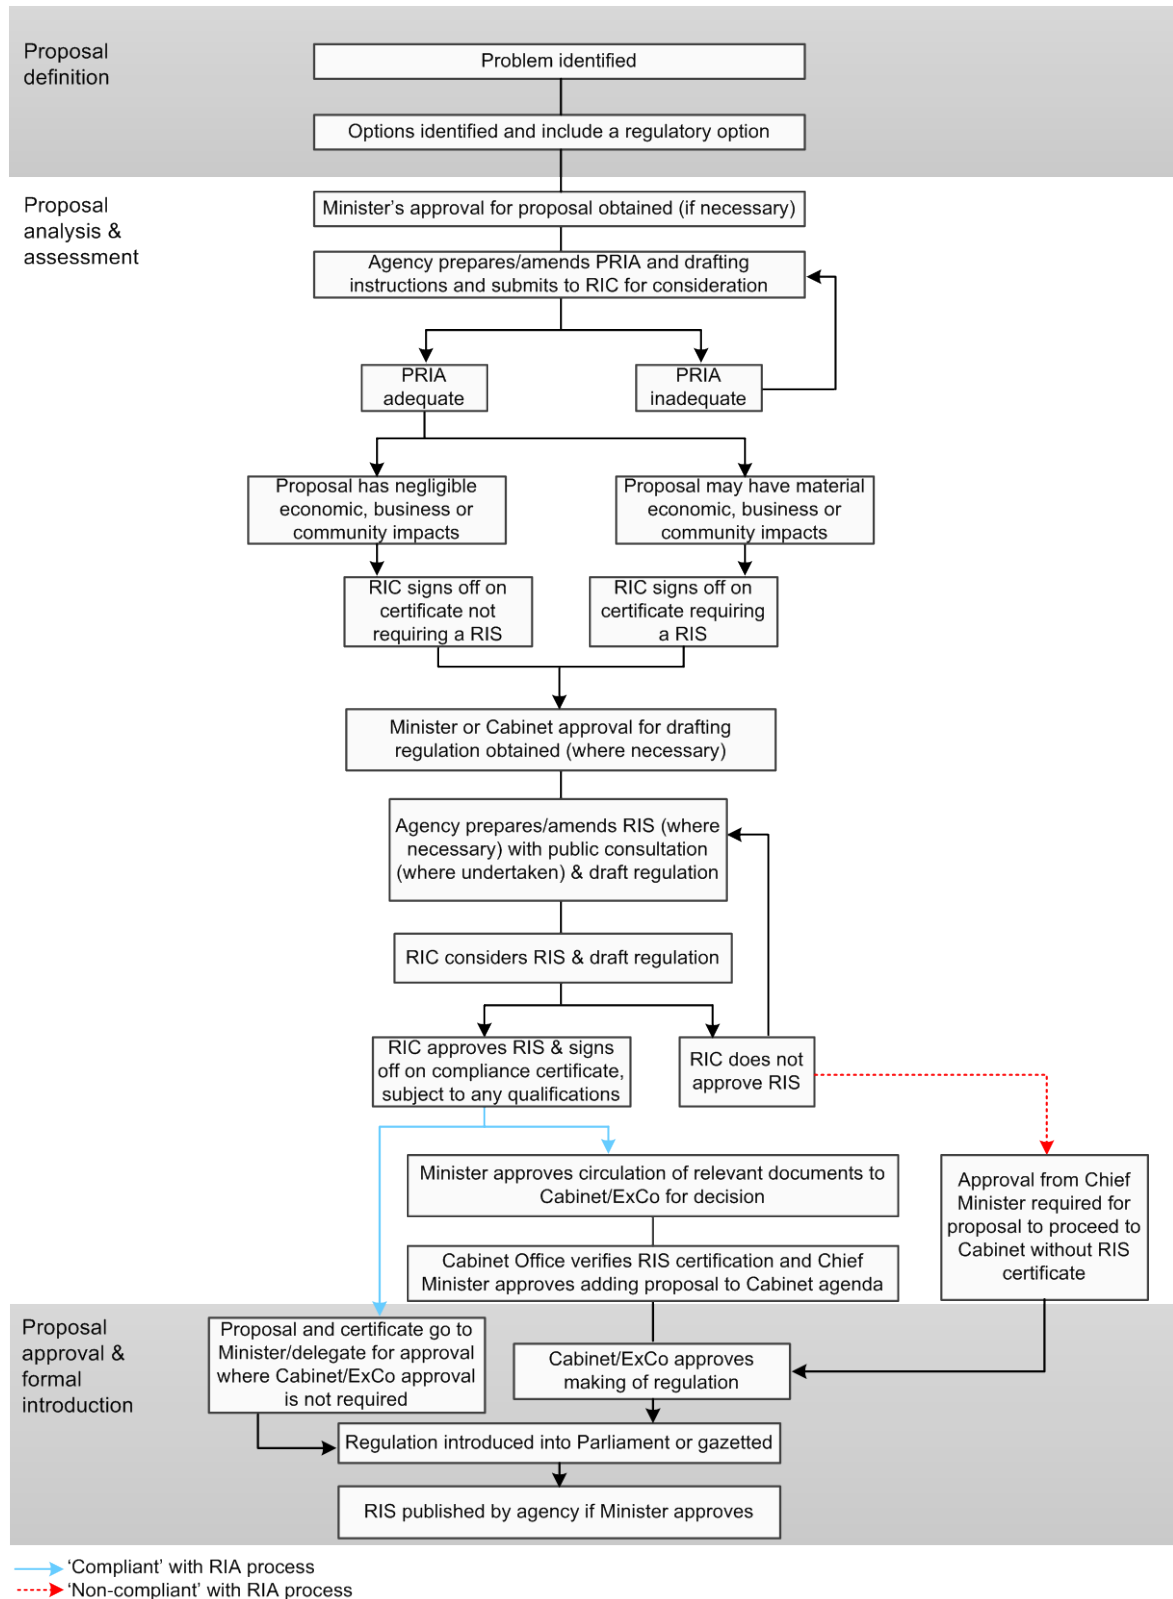 Proposal
definition
Problem identified
Options identified and include a regulatory option
Proposal
analysis &
assessment
Minister's approval for proposal obtained (if necessary)
Agency prepares/amends PRIA and drafting
instructions and submits to RIC for consideration
PRIA
adequate
PRIA
inadequate
Proposal has negligible
economic, business or
community impacts
Proposal may have material
economic, business or
community impacts
RIC signs off on
certificate not
requiring a RIS
RIC signs off on
certificate requiring
a RIS
Minister or Cabinet approval for drafting
regulation obtained (where necessary)
Agency prepares/amends RIS (where
necessary) with public consultation
(where undertaken) & draft regulation
RIC considers RIS & draft regulation
RIC approves RIS & signs
off on compliance certificate,
subject to any qualifications
RIC does not
approve RIS
Minister approves circulation of relevant documents to
Cabinet/ExCo for decision
Approval from Chief
Minister required for
proposal to proceed to
Cabinet without RIS
certificate
Cabinet Office verifies RIS certification and Chief
Minister approves adding proposal to Cabinet agenda
Proposal
approval &
formal
introduction
Proposal and certificate go to
Minister/delegate for approval
where Cabinet/ExCo approval
is not required
Cabinet/ExCo approves
making of regulation
Regulation introduced into Parliament or gazetted
RIS published by agency if Minister approves
'Compliant' with RIA process
'Non-compliant' with RIA process